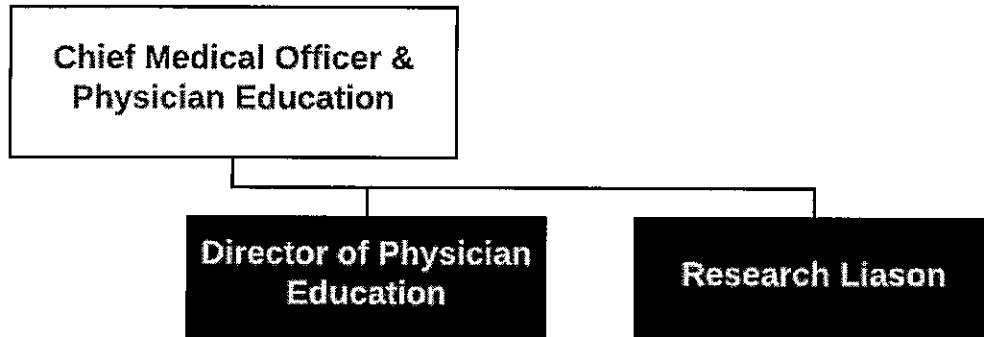 Chief Medical Officer &
Physician Education
Director of Physician
Education
Research Liason